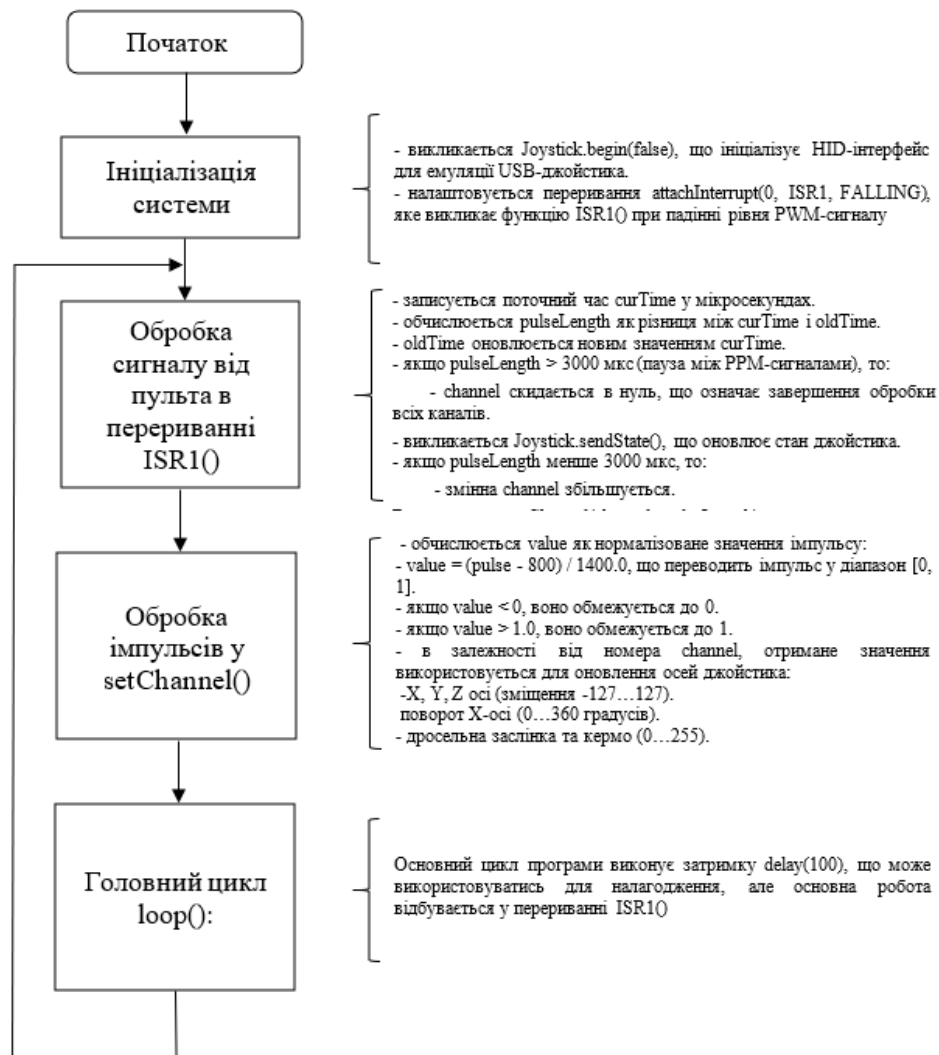 Початок
Ініціалізація
системи
- викликається Joystick.begin(false), що ініціалізує HID-інтерфейс
для емуляції USB-джойстика.
- налаштовується переривання attachInterrupt(0, ISR1, FALLING),
яке викликає функцію ISR1() при падінні рівня PWM-сигналу
Обробка
сигналу від
пульта в
перериванні
ISR1()
- записується поточний час curTime у мікросекундах.
- обчислюється pulseLength як різниця між curTime і oldTime.
- oldTime оновлюється новим значенням curTime.
- якщо pulseLength > 3000 мкс (пауза між PPM-сигналами), то:
- channel скидається в нуль, що означає завершення обробки
всіх каналів.
- викликається Joystick.sendState(), що оновлює стан джойстика.
- якщо pulseLength менше 3000 мкс, то:
- змінна channel збільшується.
Обробка
імпульсів у
setChannel()
- обчислюється value як нормалізоване значення імпульсу:
- value = (pulse - 800) / 1400.0, що переводить імпульс у діапазон [0,
1].
- якщо value < 0, воно обмежується до 0.
- якщо value > 1.0, воно обмежується до 1.
- в залежності від номера channel, отримане значення
використовується для оновлення осей джойстика:
-X, Y, Z осі (зміщення -127…127).
поворот X-осі (0…360 градусів).
- дросельна заслінка та кермо (0…255).
Головний цикл
loop():
Основний цикл програми виконує затримку delay(100), що може
використовуватись для налагодження, але основна робота
відбувається у перериванні ISR1()